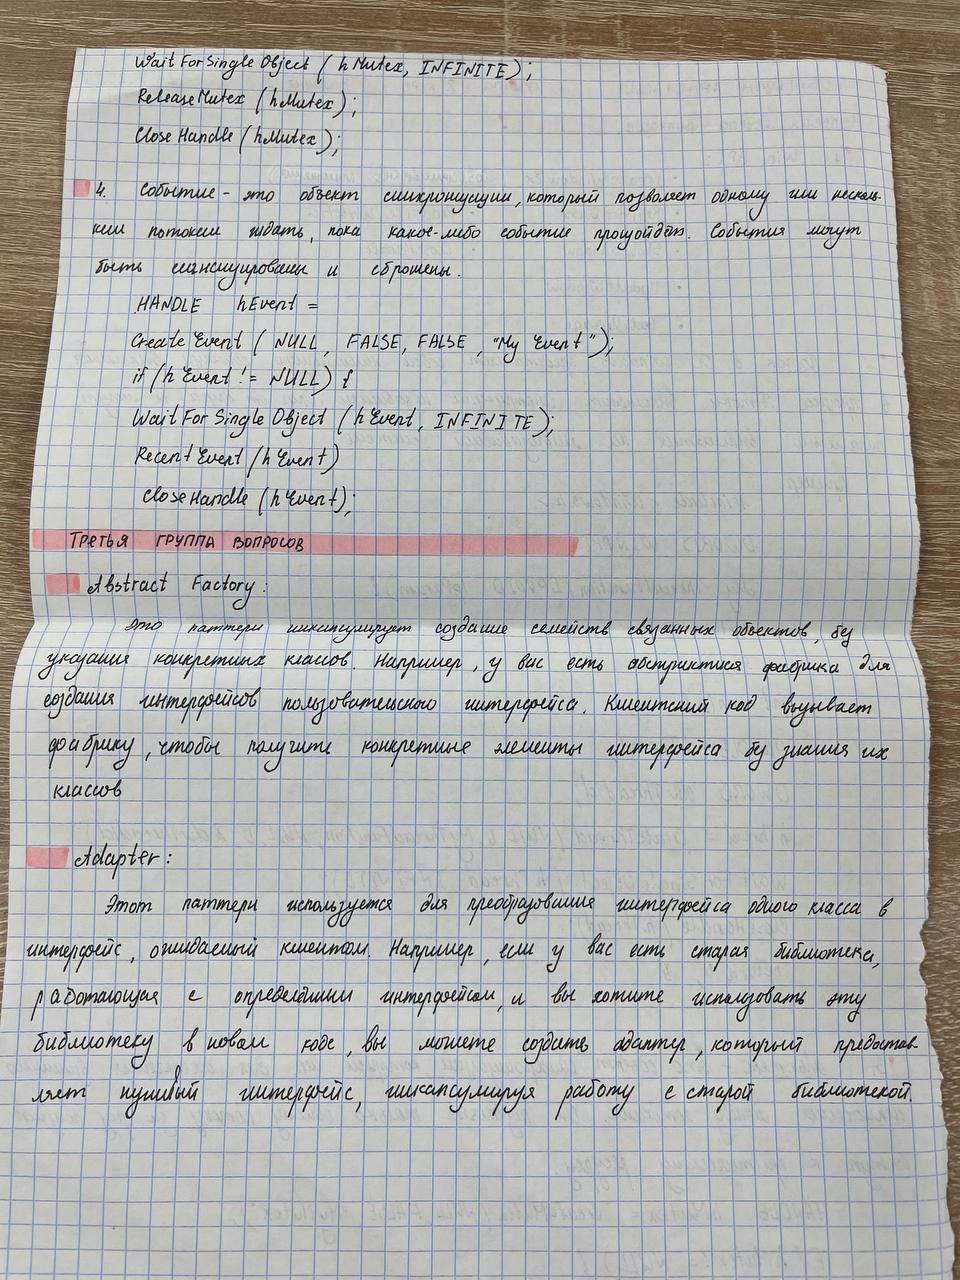 WaitForSingleObject (hMutex, INFINITE);
ReleaseMutex (hMutex);
CloseHandle (hMutex);
4. Событие - это объект синхронизации, который позволяет одному или несколь-
ким потокам ждать, пока какое-либо событие произойдёт. События могут
быть сигнализированы и сброшены.
HANDLE hEvent =
CreateEvent ( NULL, FALSE, FALSE, "My Event");
if (hEvent != NULL) {
WaitForSingleObject (hEvent, INFINITE);
RecentEvent (hEvent)
CloseHandle (hEvent);
ТРЕТЬЯ ГРУППА ВОПРОСОВ
Abstract Factory:
Это паттерн инкапсулирует создание семейств связанных объектов, без
указания конкретных классов. Например, у вас есть абстрактная фабрика для
создания интерфейсов пользовательского интерфейса. Клиентский код вызывает
фабрику, чтобы получить конкретные элементы интерфейса без знания их
классов
Adapter:
Этот паттерн используется для преобразования интерфейса одного класса в
интерфейс, ожидаемый клиентом. Например, если у вас есть старая библиотека,
работающая с определёнными интерфейсом, и вы хотите использовать эту
библиотеку в новом коде, вы можете создать адаптер, который предостав-
ляет нужный интерфейс, инкапсулируя работу с старой библиотекой.